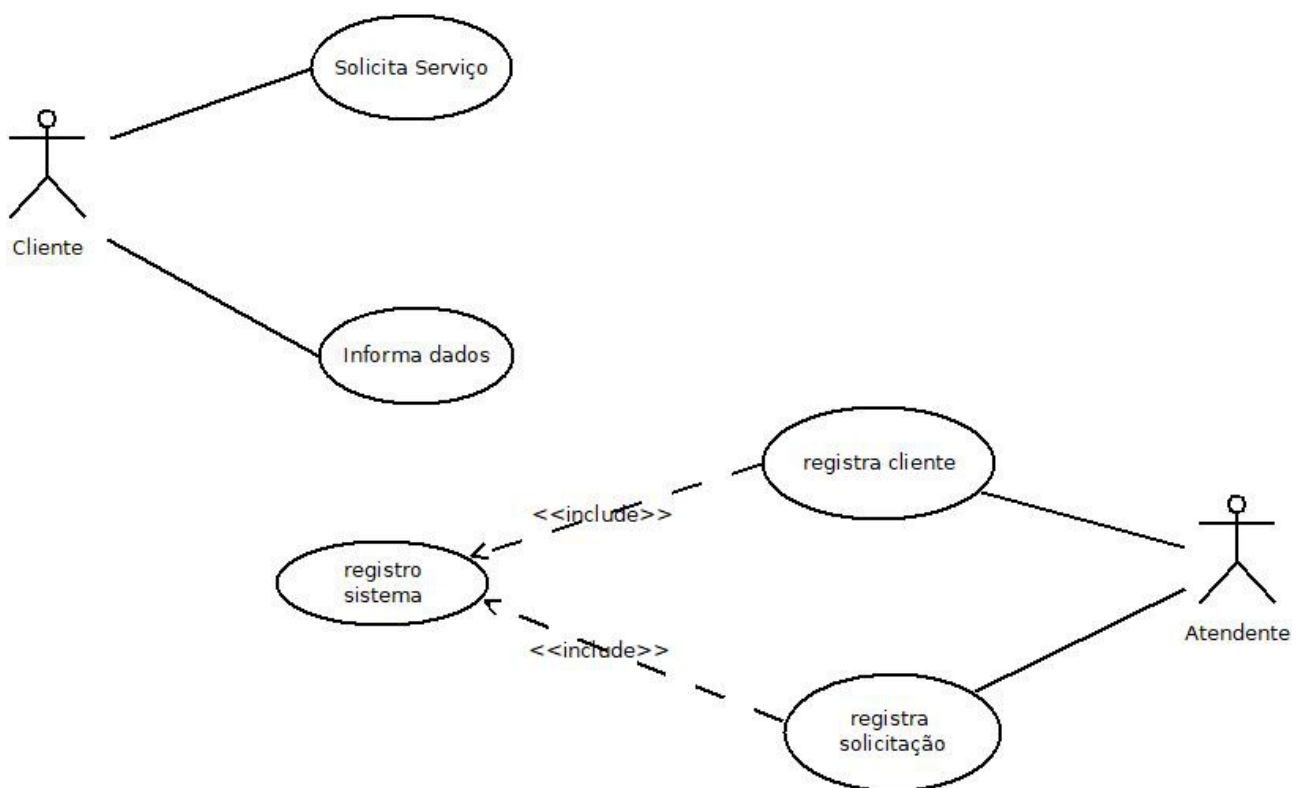 Solicita Serviço
Cliente
Informa dados
registra cliente
<<include>>
registro
sistema
<<include>>
Atendente
registra
solicitação